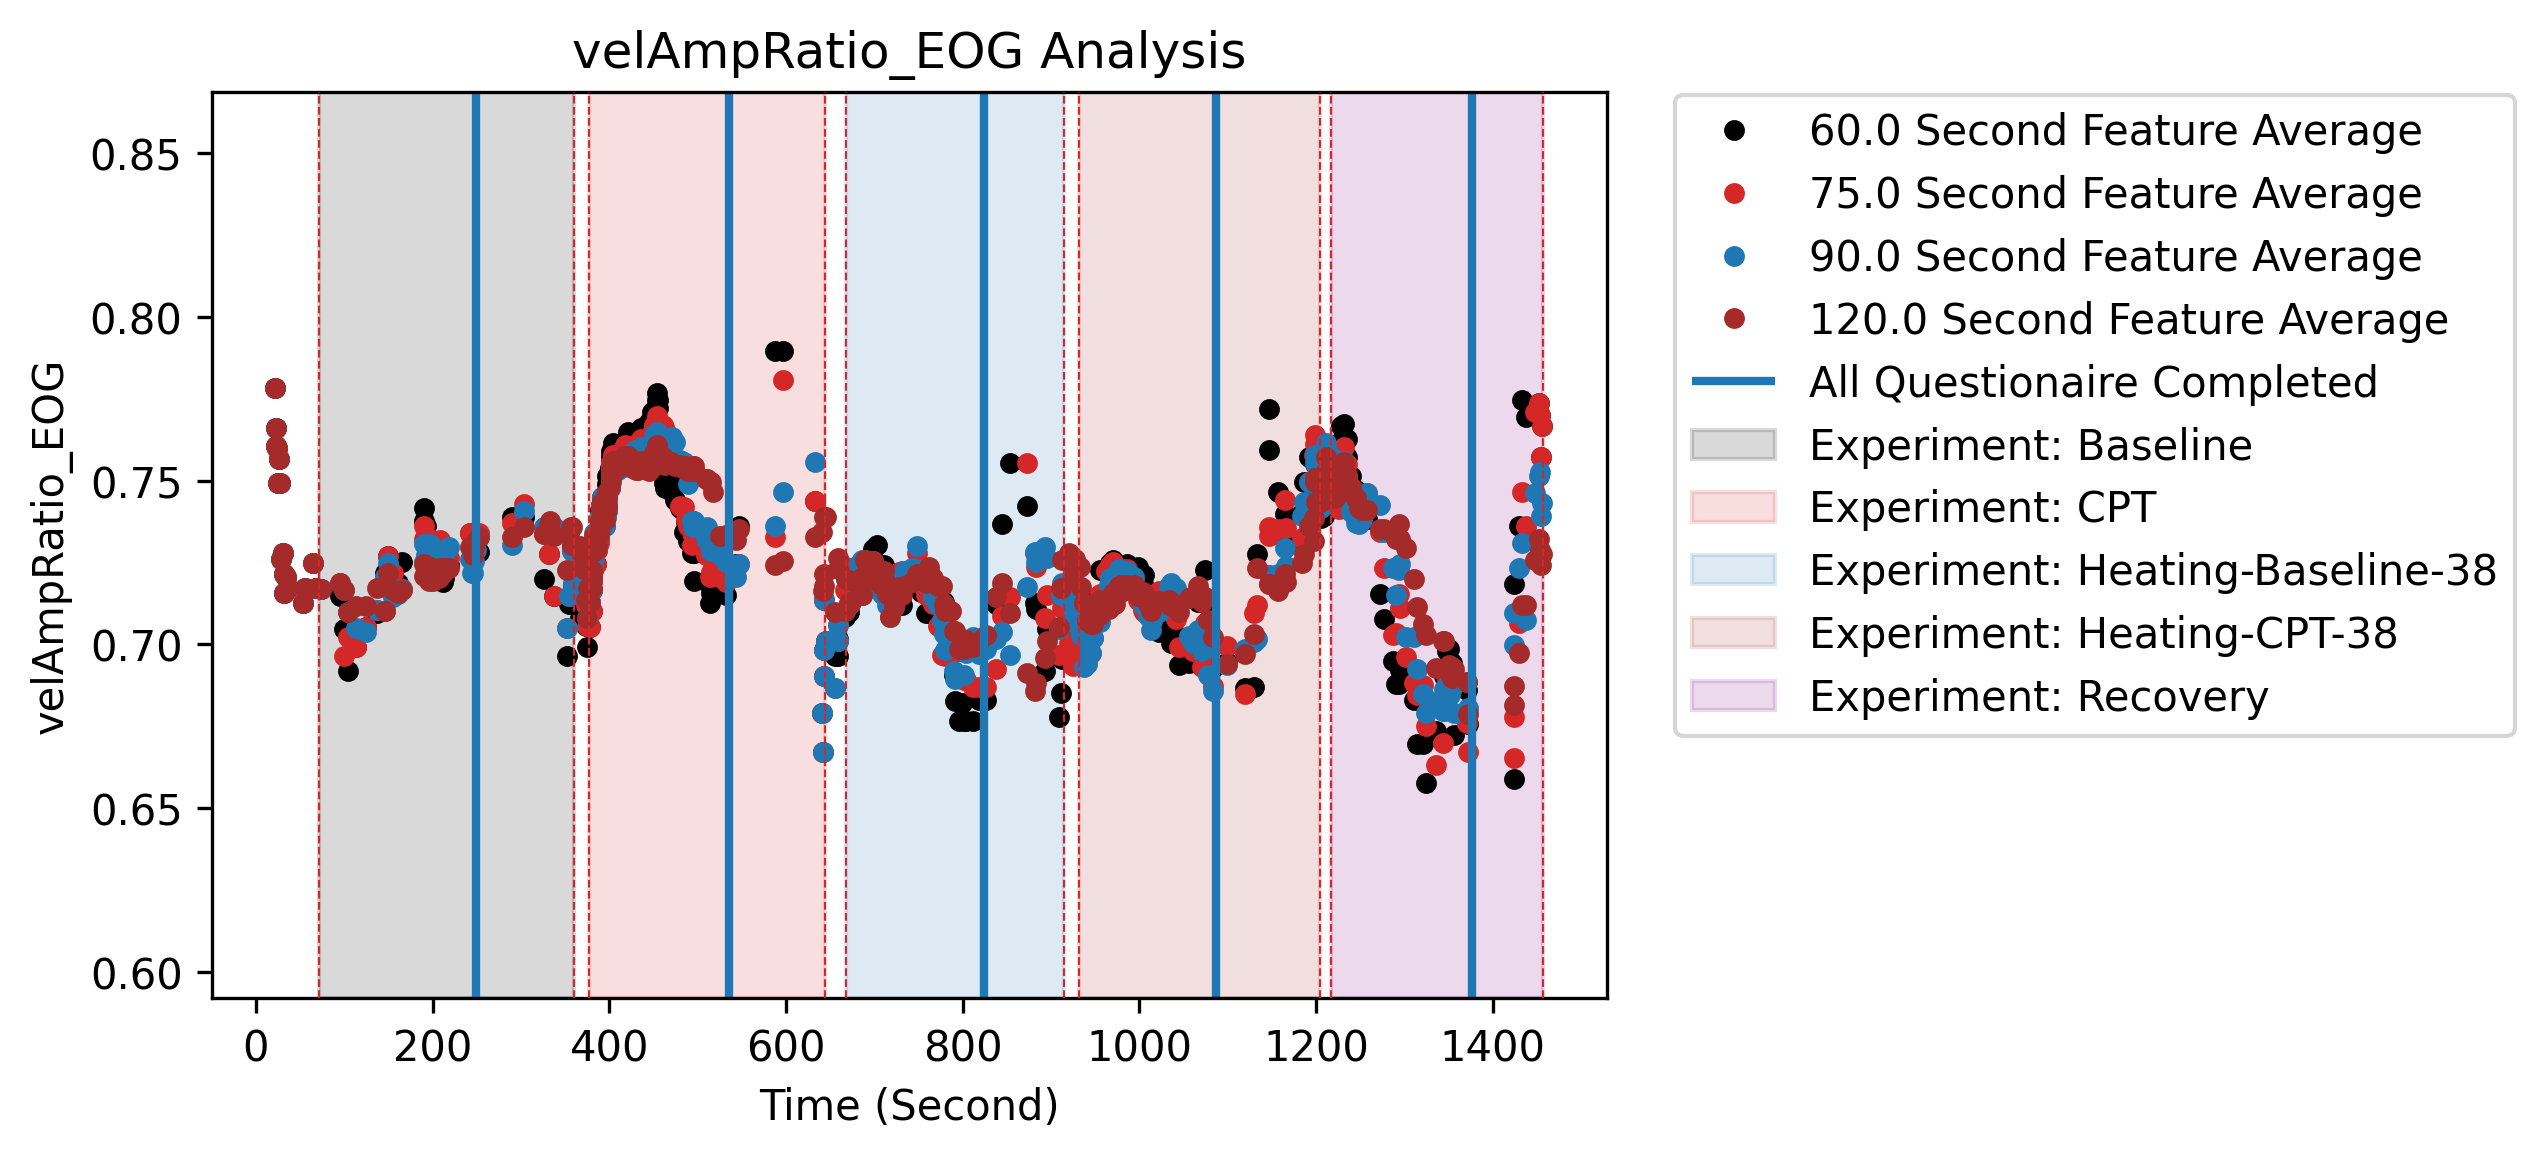 velAmpRatio_EOG Analysis
velAmpRatio_EOG
0.85
0.80
0.75
0.70
0.65
0.60
0 200 400 600 800 1000 1200 1400
Time (Second)
60.0 Second Feature Average
75.0 Second Feature Average
90.0 Second Feature Average
120.0 Second Feature Average
All Questionaire Completed
Experiment: Baseline
Experiment: CPT
Experiment: Heating-Baseline-38
Experiment: Heating-CPT-38
Experiment: Recovery